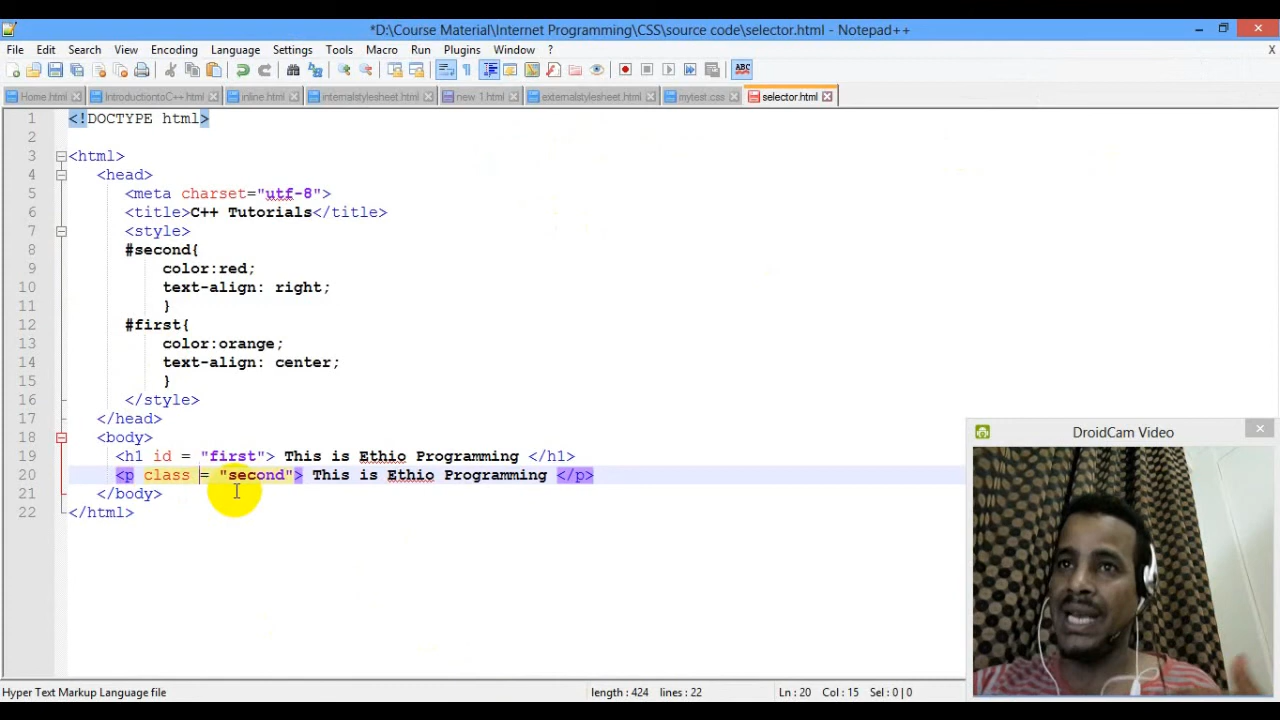 *D:\Course Material\Internet Programming\CSS\source code\selector.html - Notepad++
File Edit Search View Encoding Language Settings Tools Macro Run Plugins Window ? X
Home.html IntroductiontoC++.html inline.html internalstylesheet.html new 1.html externalstylesheet.html mytest.css selector.html
1 <!DOCTYPE html>
2
3 <html>
4 <head>
5 <meta charset="utf-8">
6 <title>C++ Tutorials</title>
7 <style>
8 #second{
9 color:red;
10 text-align: right;
11 }
12 #first{
13 color:orange;
14 text-align: center;
15 }
16 </style>
17 </head>
18 <body>
19 <h1 id = "first"> This is Ethio Programming </h1>
20 <p class = "second"> This is Ethio Programming </p>
21 </body>
22 </html>
DroidCam Video
Hyper Text Markup Language file length : 424 lines : 22 Ln : 20 Col : 15 Sel : 0 | 0